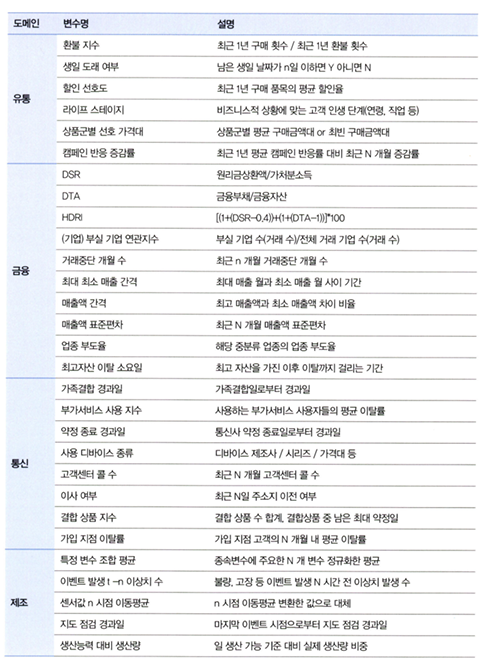 도메인 변수명 설명
유통
환불 지수 최근 1년 구매 횟수 / 최근 1년 환불 횟수
생일 도래 여부 남은 생일 날짜가 n일 이하면 Y 아니면 N
할인 선호도 최근 1년 구매 품목의 평균 할인율
라이프 스테이지 비즈니스적 상황에 맞는 고객 인생 단계(연령, 직업 등)
상품군별 선호 가격대 상품군별 평균 구매금액대 or 최빈 구매금액대
캠페인 반응 증감률 최근 1년 평균 캠페인 반응률 대비 최근 N 개월 증감률
금융
DSR 원리금상환액/가처분소득
DTA 금융부채/금융자산
HDRI [(1+(DSR-0.4))+(1+(DTA-1))]*100
(기업) 부실 기업 연관지수 부실 기업 수(거래 수)/전체 거래 기업 수(거래 수)
거래중단 개월 수 최근 n 개월 거래중단 개월 수
최대 최소 매출 간격 최대 매출 월과 최소 매출 월 사이 기간
매출액 간격 최고 매출액과 최소 매출액 차이 비율
매출액 표준편차 최근 N 개월 매출액 표준편차
업종 부도율 해당 중분류 업종의 업종 부도율
최고자산 이탈 소요일 최고 자산을 가진 이후 이탈까지 걸리는 기간
통신
가족결합 경과일 가족결합일로부터 경과일
부가서비스 사용 지수 사용하는 부가서비스 사용자들의 평균 이탈률
약정 종료 경과일 통신사 약정 종료일로부터 경과일
사용 디바이스 종류 디바이스 제조사 / 시리즈 / 가격대 등
고객센터 콜 수 최근 N 개월 고객센터 콜 수
이사 여부 최근 N일 주소지 이전 여부
결합 상품 지수 결합 상품 수 합계, 결합상품 중 남은 최대 약정일
가입 지점 이탈률 가입 지점 고객의 N 개월 내 평균 이탈률
제조
특정 변수 조합 평균 종속변수에 주요한 N 개 변수 정규화한 평균
이벤트 발생 t -n 이상치 수 불량, 고장 등 이벤트 발생 N 시간 전 이상치 발생 수
센서값 n 시점 이동평균 n 시점 이동평균 변환한 값으로 대체
지도 점검 경과일 마지막 이벤트 시점으로부터 지도 점검 경과일
생산능력 대비 생산량 일 생산 가능 기준 대비 실제 생산량 비중